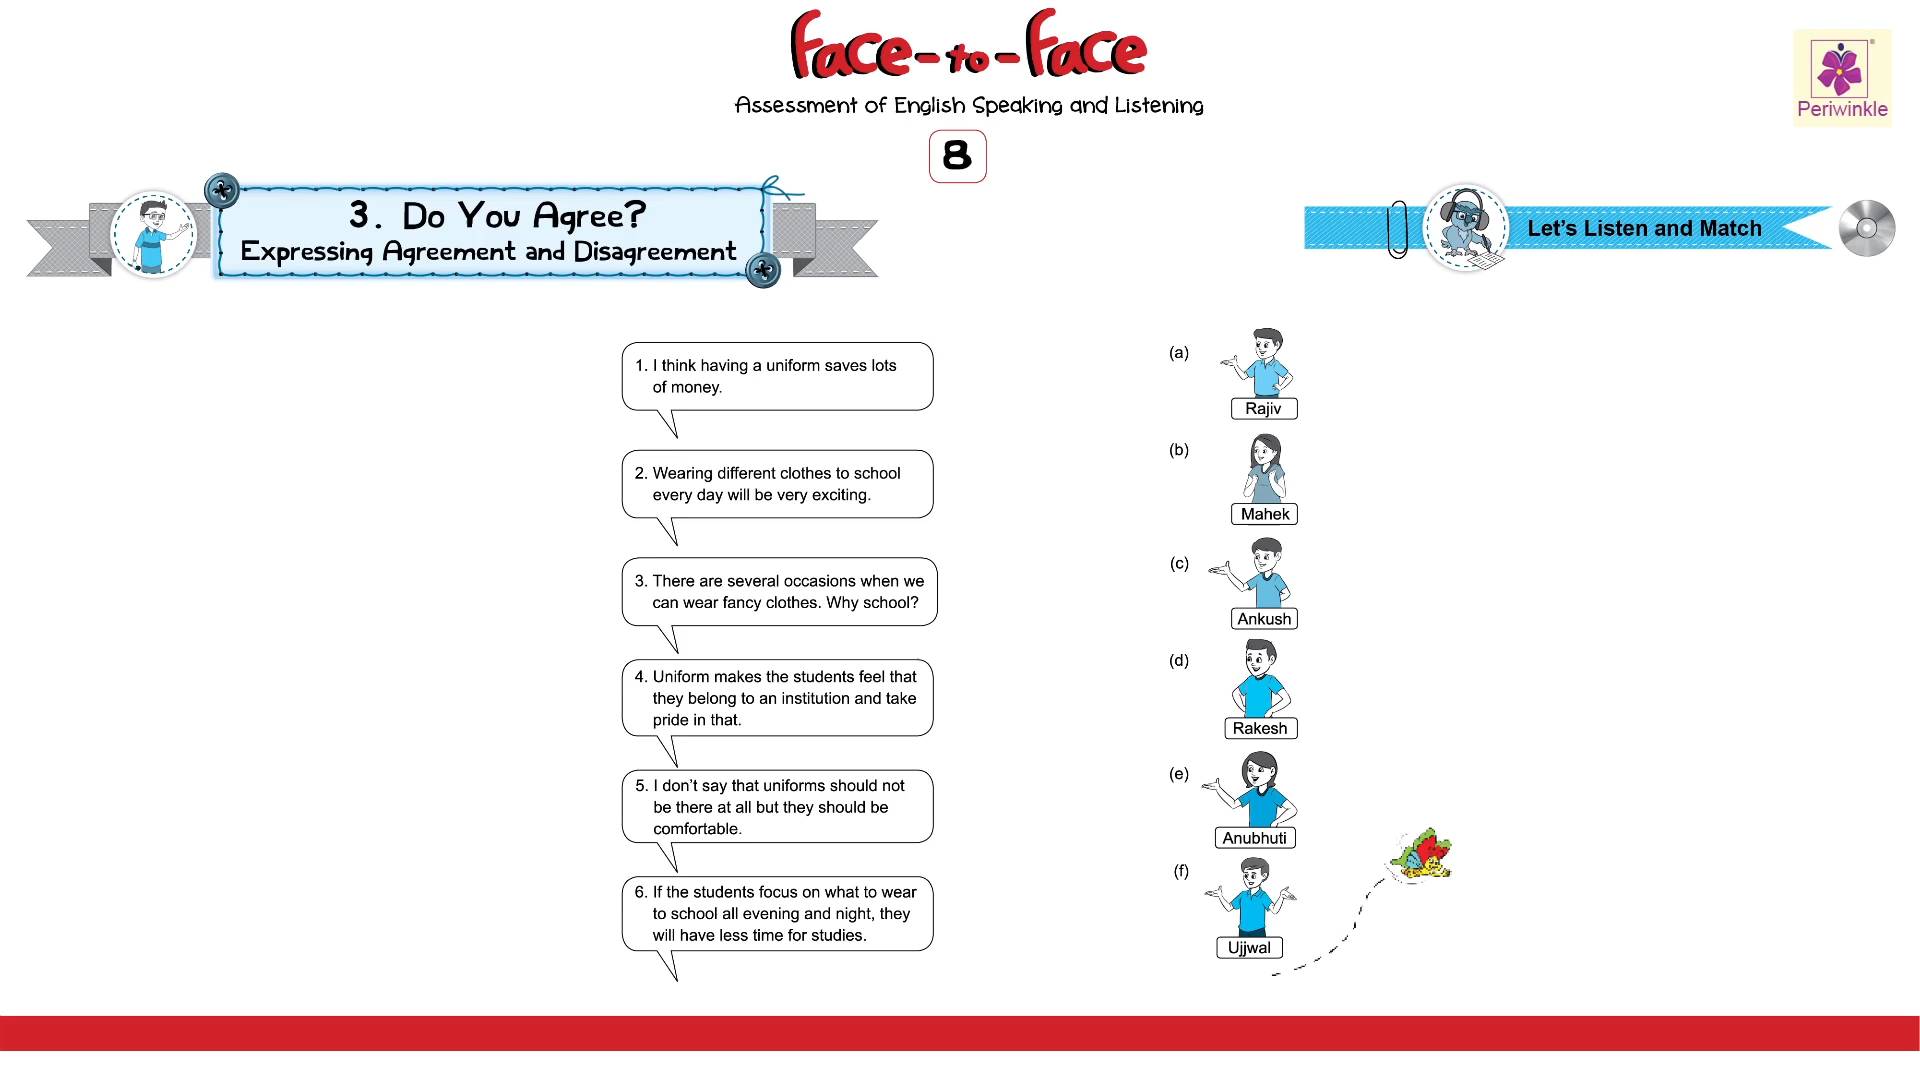 Face-to-Face
Assessment of English Speaking and Listening
8
Periwinkle
3. Do You Agree?
Expressing Agreement and Disagreement
Let's Listen and Match
1. I think having a uniform saves lots
of money.
2. Wearing different clothes to school
every day will be very exciting.
3. There are several occasions when we
can wear fancy clothes. Why school?
4. Uniform makes the students feel that
they belong to an institution and take
pride in that.
5. I don't say that uniforms should not
be there at all but they should be
comfortable.
6. If the students focus on what to wear
to school all evening and night, they
will have less time for studies.
(a)
Rajiv
(b)
Mahek
(c)
Ankush
(d)
Rakesh
(e)
Anubhuti
(f)
Ujjwal